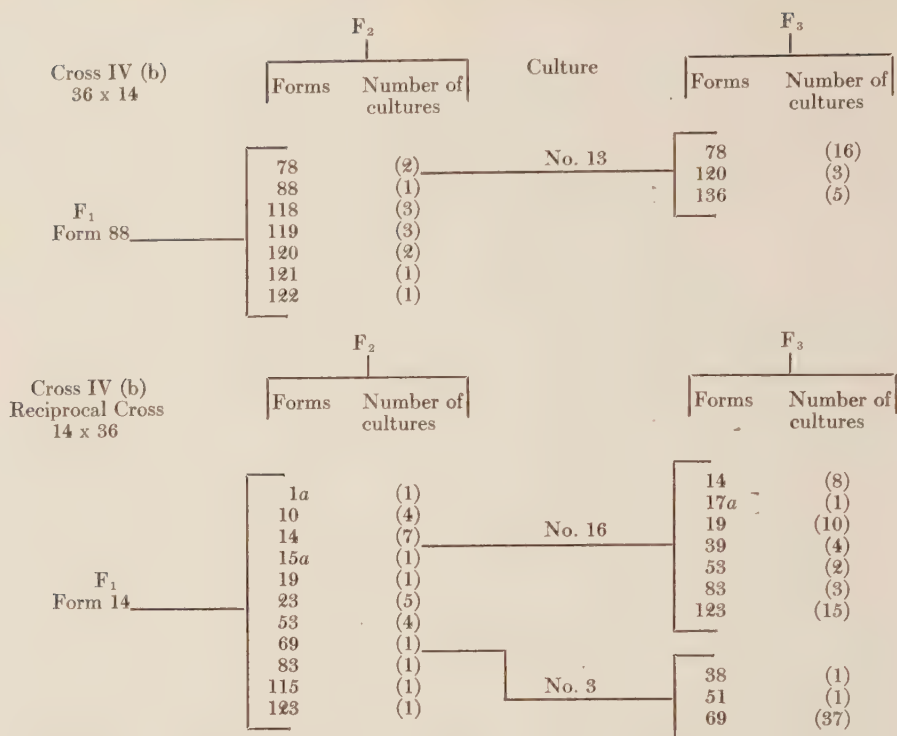 F2
F3
Cross IV (b)
36 x 14
Culture
Forms Number of cultures
Forms Number of cultures
F1
Form 88
78 (2)
88 (1)
118 (3)
119 (3)
120 (2)
121 (1)
122 (1)
No. 13
78 (16)
120 (3)
136 (5)
F2
F3
Cross IV (b)
Reciprocal Cross
14 x 36
Forms Number of cultures
Forms Number of cultures
F1
Form 14
1a (1)
10 (4)
14 (7)
15a (1)
19 (1)
23 (5)
53 (4)
69 (1)
83 (1)
115 (1)
123 (1)
No. 16
14 (8)
17a (1)
19 (10)
39 (4)
53 (2)
83 (3)
123 (15)
No. 3
38 (1)
51 (1)
69 (37)